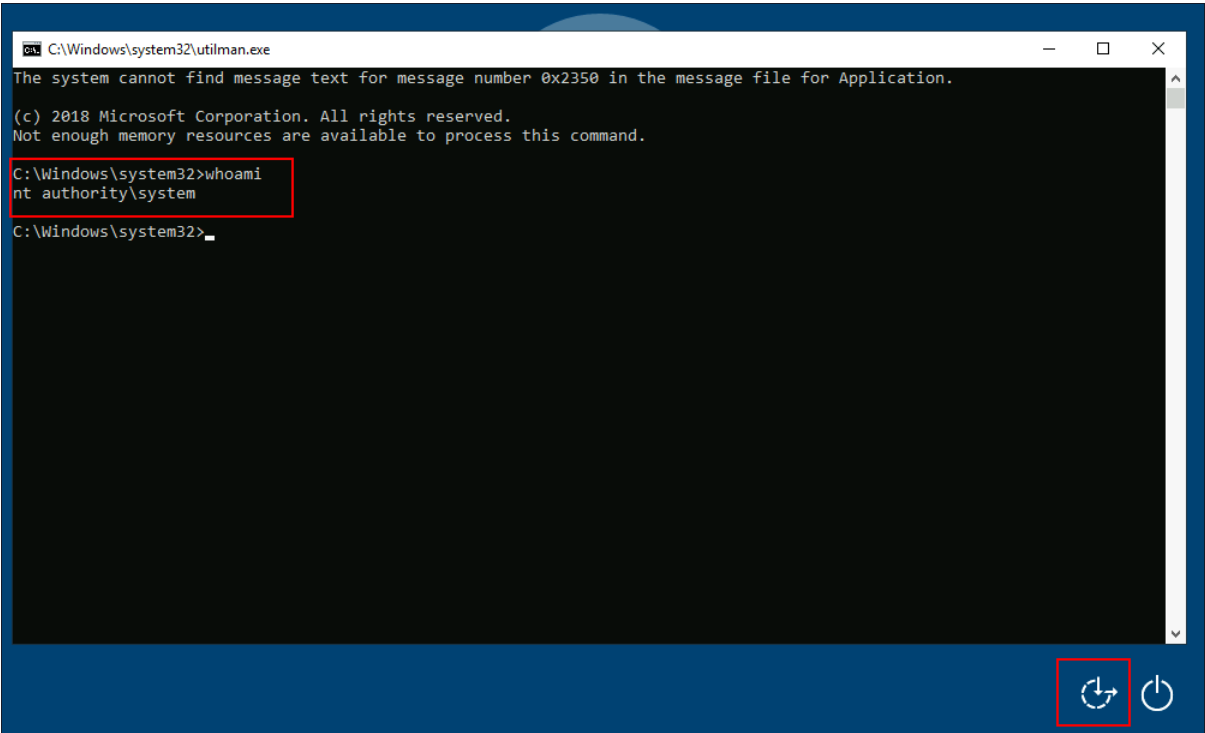 C:\Windows\system32\utilman.exe
The system cannot find message text for message number 0x2350 in the message file for Application.
(c) 2018 Microsoft Corporation. All rights reserved.
Not enough memory resources are available to process this command.
C:\Windows\system32>whoami
nt authority\system
C:\Windows\system32>